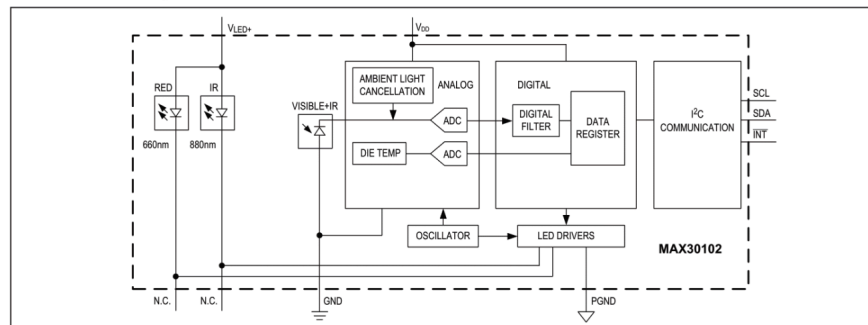 VLED+
VDD
RED
IR
660nm
880nm
VISIBLE+IR
AMBIENT LIGHT
CANCELLATION
ANALOG
ADC
DIE TEMP
ADC
DIGITAL
DIGITAL
FILTER
DATA
REGISTER
I²C
COMMUNICATION
SCL
SDA
INT
OSCILLATOR
LED DRIVERS
MAX30102
N.C.
N.C.
GND
PGND